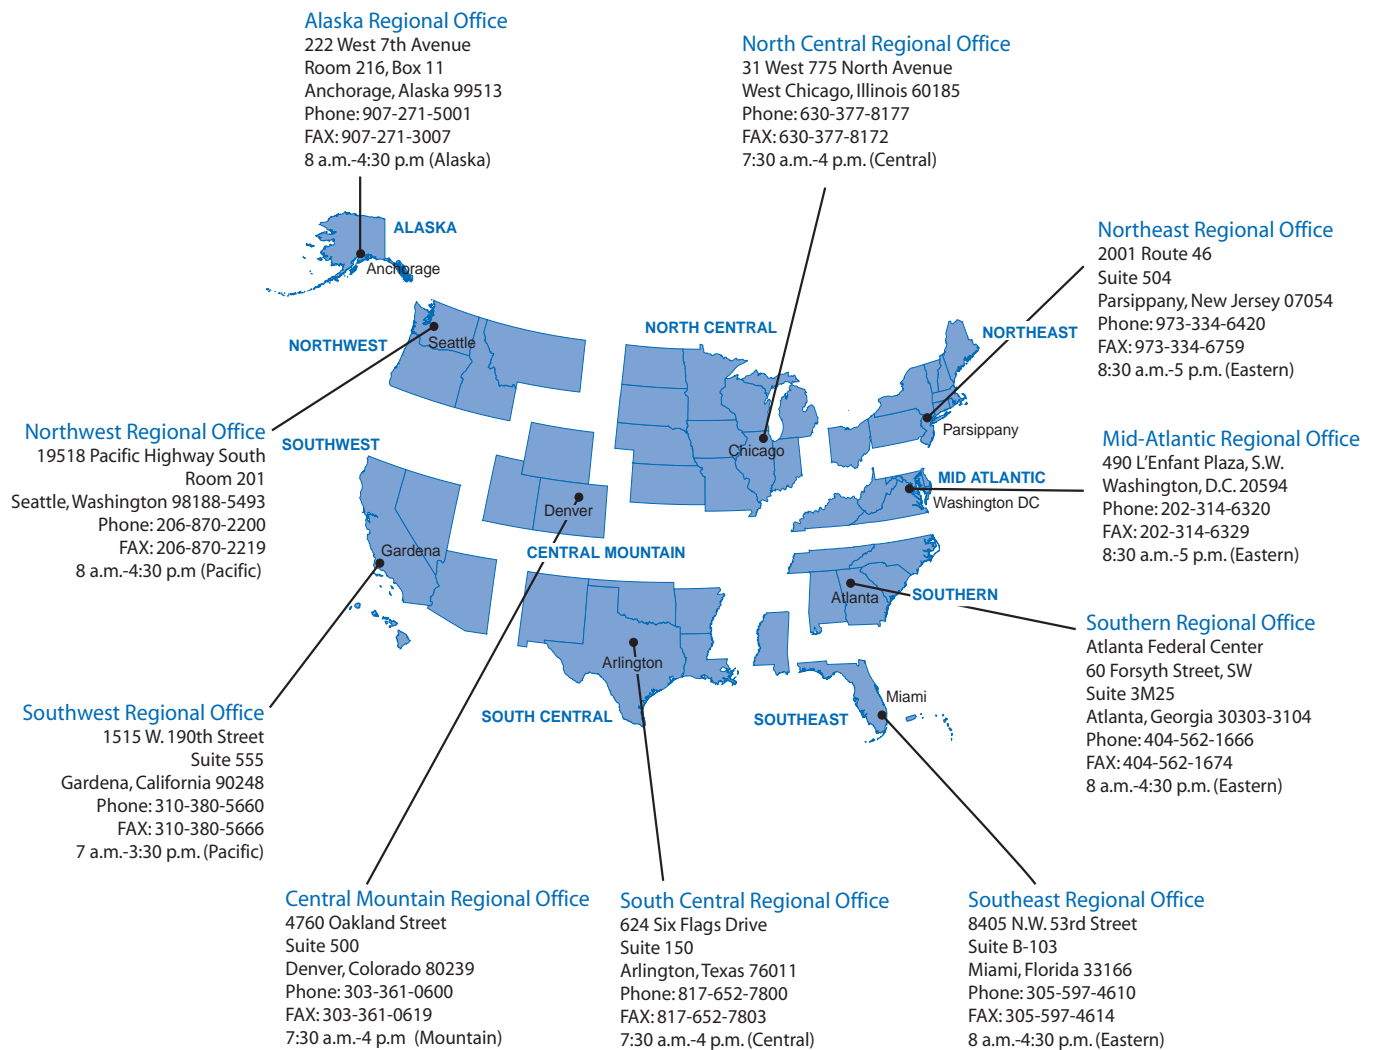 Alaska Regional Office
222 West 7th Avenue
Room 216, Box 11
Anchorage, Alaska 99513
Phone: 907-271-5001
FAX: 907-271-3007
8 a.m.-4:30 p.m (Alaska)
North Central Regional Office
31 West 775 North Avenue
West Chicago, Illinois 60185
Phone: 630-377-8177
FAX: 630-377-8172
7:30 a.m.-4 p.m. (Central)
Northeast Regional Office
2001 Route 46
Suite 504
Parsippany, New Jersey 07054
Phone: 973-334-6420
FAX: 973-334-6759
8:30 a.m.-5 p.m. (Eastern)
ALASKA
Anchorage
NORTHWEST
Seattle
NORTH CENTRAL
Chicago
NORTHEAST
Parsippany
Northwest Regional Office
19518 Pacific Highway South
Room 201
Seattle, Washington 98188-5493
Phone: 206-870-2200
FAX: 206-870-2219
8 a.m.-4:30 p.m (Pacific)
SOUTHWEST
Gardena
Denver
CENTRAL MOUNTAIN
MID ATLANTIC
Washington DC
Mid-Atlantic Regional Office
490 L'Enfant Plaza, S.W.
Washington, D.C. 20594
Phone: 202-314-6320
FAX: 202-314-6329
8:30 a.m.-5 p.m. (Eastern)
Atlanta
SOUTHERN
Southern Regional Office
Atlanta Federal Center
60 Forsyth Street, SW
Suite 3M25
Atlanta, Georgia 30303-3104
Phone: 404-562-1666
FAX: 404-562-1674
8 a.m.-4:30 p.m. (Eastern)
Arlington
SOUTH CENTRAL
Miami
SOUTHEAST
Southwest Regional Office
1515 W. 190th Street
Suite 555
Gardena, California 90248
Phone: 310-380-5660
FAX: 310-380-5666
7 a.m.-3:30 p.m. (Pacific)
Central Mountain Regional Office
4760 Oakland Street
Suite 500
Denver, Colorado 80239
Phone: 303-361-0600
FAX: 303-361-0619
7:30 a.m.-4 p.m (Mountain)
South Central Regional Office
624 Six Flags Drive
Suite 150
Arlington, Texas 76011
Phone: 817-652-7800
FAX: 817-652-7803
7:30 a.m.-4 p.m. (Central)
Southeast Regional Office
8405 N.W. 53rd Street
Suite B-103
Miami, Florida 33166
Phone: 305-597-4610
FAX: 305-597-4614
8 a.m.-4:30 p.m. (Eastern)